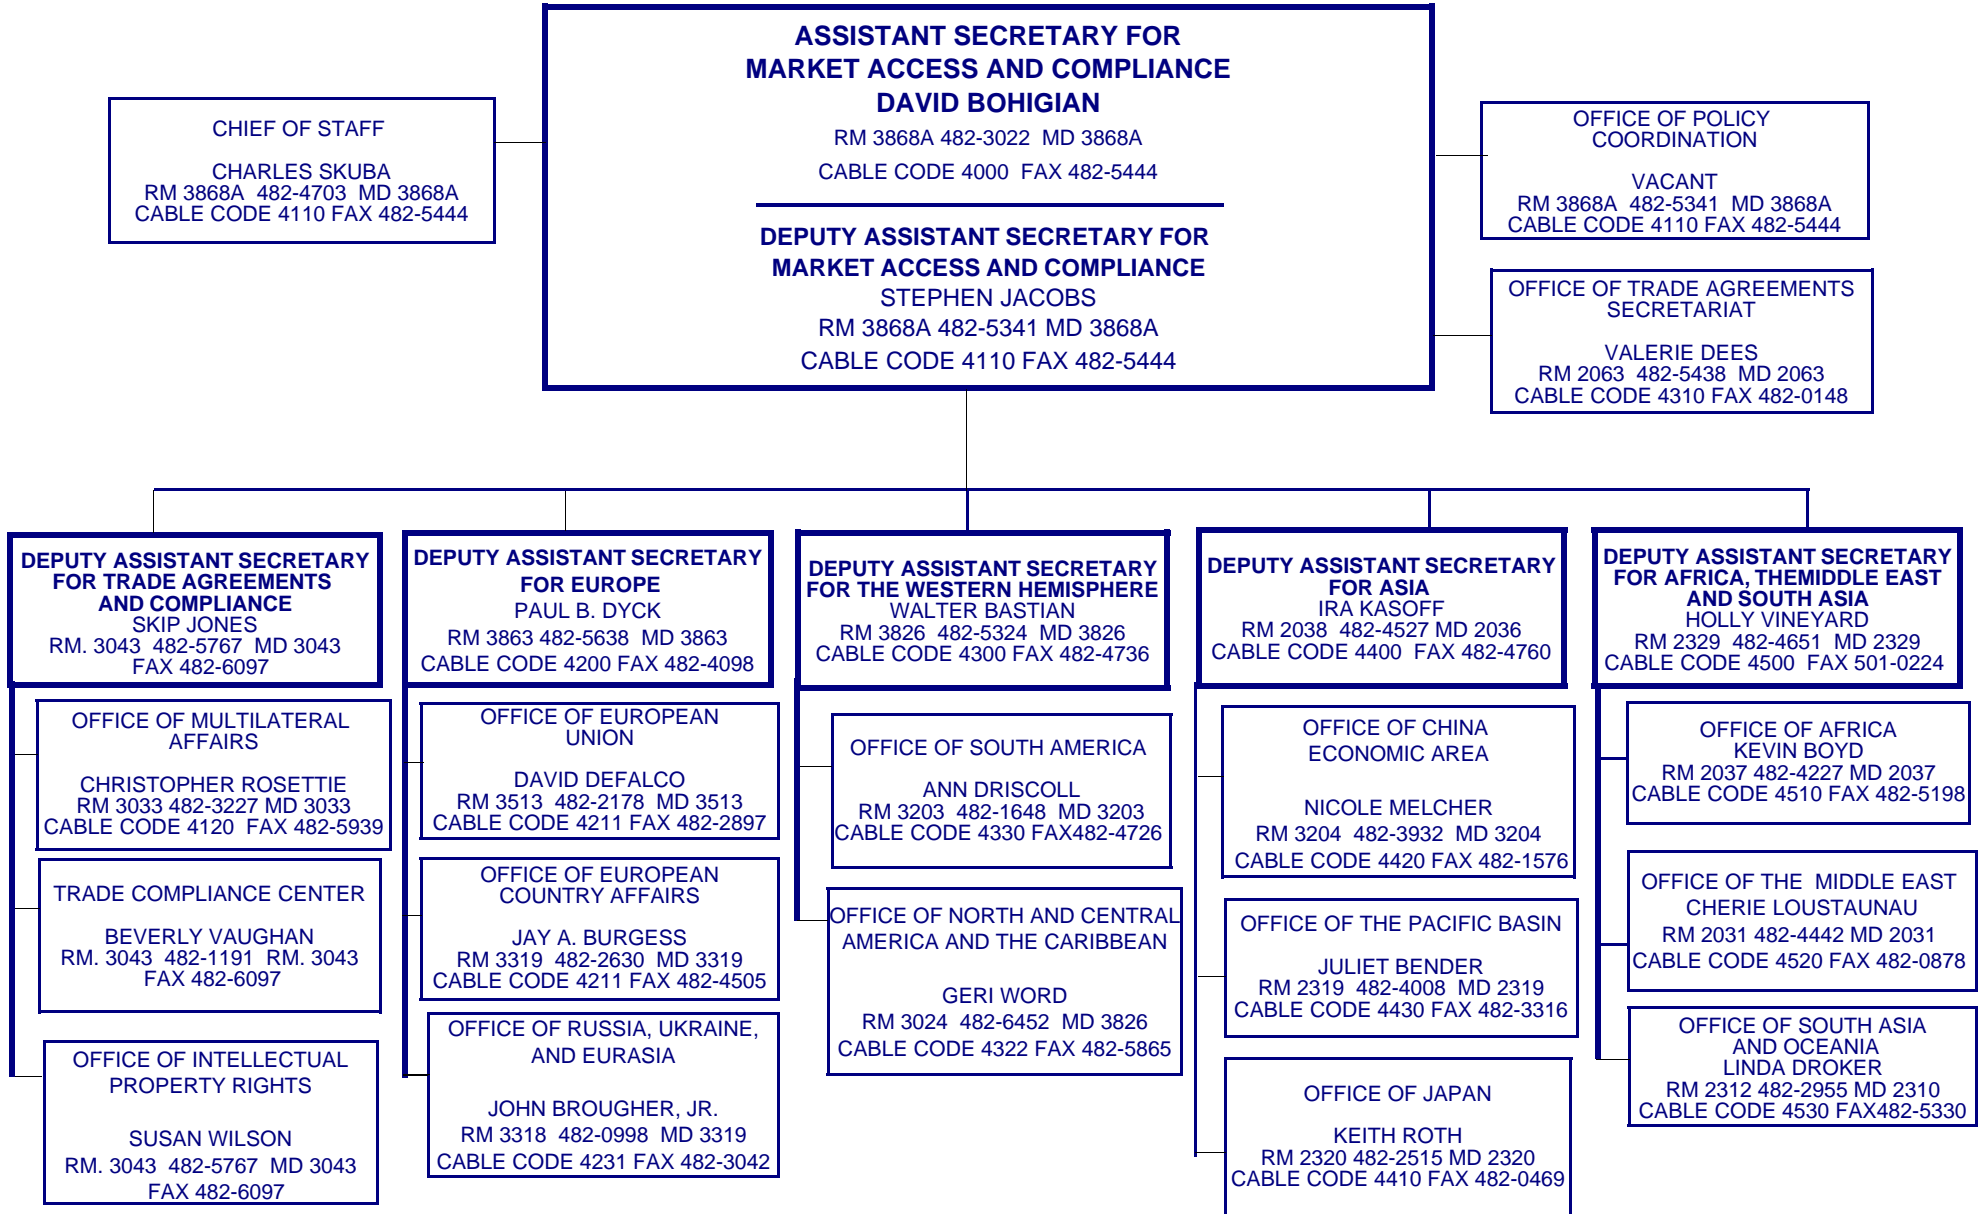 ASSISTANT SECRETARY FOR
MARKET ACCESS AND COMPLIANCE
DAVID BOHIGIAN
RM 3868A 482-3022 MD 3868A
CABLE CODE 4000 FAX 482-5444
DEPUTY ASSISTANT SECRETARY FOR
MARKET ACCESS AND COMPLIANCE
STEPHEN JACOBS
RM 3868A 482-5341 MD 3868A
CABLE CODE 4110 FAX 482-5444
CHIEF OF STAFF
CHARLES SKUBA
RM 3868A 482-4703 MD 3868A
CABLE CODE 4110 FAX 482-5444
OFFICE OF POLICY
COORDINATION
VACANT
RM 3868A 482-5341 MD 3868A
CABLE CODE 4110 FAX 482-5444
OFFICE OF TRADE AGREEMENTS
SECRETARIAT
VALERIE DEES
RM 2063 482-5438 MD 2063
CABLE CODE 4310 FAX 482-0148
DEPUTY ASSISTANT SECRETARY
FOR TRADE AGREEMENTS
AND COMPLIANCE
SKIP JONES
RM. 3043 482-5767 MD 3043
FAX 482-6097
OFFICE OF MULTILATERAL
AFFAIRS
CHRISTOPHER ROSETTIE
RM 3033 482-3227 MD 3033
CABLE CODE 4120 FAX 482-5939
TRADE COMPLIANCE CENTER
BEVERLY VAUGHAN
RM. 3043 482-1191 RM. 3043
FAX 482-6097
OFFICE OF INTELLECTUAL
PROPERTY RIGHTS
SUSAN WILSON
RM. 3043 482-5767 MD 3043
FAX 482-6097
DEPUTY ASSISTANT SECRETARY
FOR EUROPE
PAUL B. DYCK
RM 3863 482-5638 MD 3863
CABLE CODE 4200 FAX 482-4098
OFFICE OF EUROPEAN
UNION
DAVID DEFALCO
RM 3513 482-2178 MD 3513
CABLE CODE 4211 FAX 482-2897
OFFICE OF EUROPEAN
COUNTRY AFFAIRS
JAY A. BURGESS
RM 3319 482-2630 MD 3319
CABLE CODE 4211 FAX 482-4505
OFFICE OF RUSSIA, UKRAINE,
AND EURASIA
JOHN BROUGHER, JR.
RM 3318 482-0998 MD 3319
CABLE CODE 4231 FAX 482-3042
DEPUTY ASSISTANT SECRETARY
FOR THE WESTERN HEMISPHERE
WALTER BASTIAN
RM 3826 482-5324 MD 3826
CABLE CODE 4300 FAX 482-4736
OFFICE OF SOUTH AMERICA
ANN DRISCOLL
RM 3203 482-1648 MD 3203
CABLE CODE 4330 FAX482-4726
OFFICE OF NORTH AND CENTRAL
AMERICA AND THE CARIBBEAN
GERI WORD
RM 3024 482-6452 MD 3826
CABLE CODE 4322 FAX 482-5865
DEPUTY ASSISTANT SECRETARY
FOR ASIA
IRA KASOFF
RM 2038 482-4527 MD 2036
CABLE CODE 4400 FAX 482-4760
OFFICE OF CHINA
ECONOMIC AREA
NICOLE MELCHER
RM 3204 482-3932 MD 3204
CABLE CODE 4420 FAX 482-1576
OFFICE OF THE PACIFIC BASIN
JULIET BENDER
RM 2319 482-4008 MD 2319
CABLE CODE 4430 FAX 482-3316
OFFICE OF JAPAN
KEITH ROTH
RM 2320 482-2515 MD 2320
CABLE CODE 4410 FAX 482-0469
DEPUTY ASSISTANT SECRETARY
FOR AFRICA, THEMIDDLE EAST
AND SOUTH ASIA
HOLLY VINEYARD
RM 2329 482-4651 MD 2329
CABLE CODE 4500 FAX 501-0224
OFFICE OF AFRICA
KEVIN BOYD
RM 2037 482-4227 MD 2037
CABLE CODE 4510 FAX 482-5198
OFFICE OF THE MIDDLE EAST
CHERIE LOUSTAUNAU
RM 2031 482-4442 MD 2031
CABLE CODE 4520 FAX 482-0878
OFFICE OF SOUTH ASIA
AND OCEANIA
LINDA DROKER
RM 2312 482-2955 MD 2310
CABLE CODE 4530 FAX482-5330